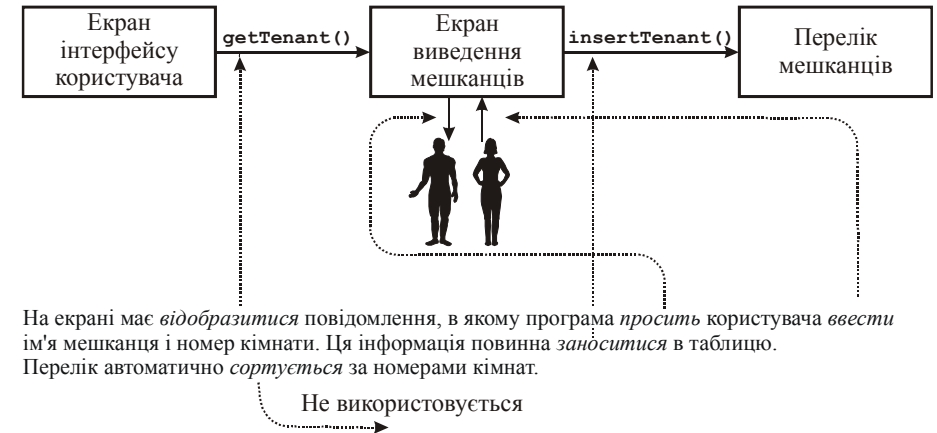 Екран
інтерфейсу
користувача
getTenant()
Екран
виведення
мешканців
insertTenant()
Перелік
мешканців
На екрані має відобразитися повідомлення, в якому програма просить користувача ввести
ім'я мешканця і номер кімнати. Ця інформація повинна заноситися в таблицю.
Перелік автоматично сортується за номерами кімнат.
Не використовується